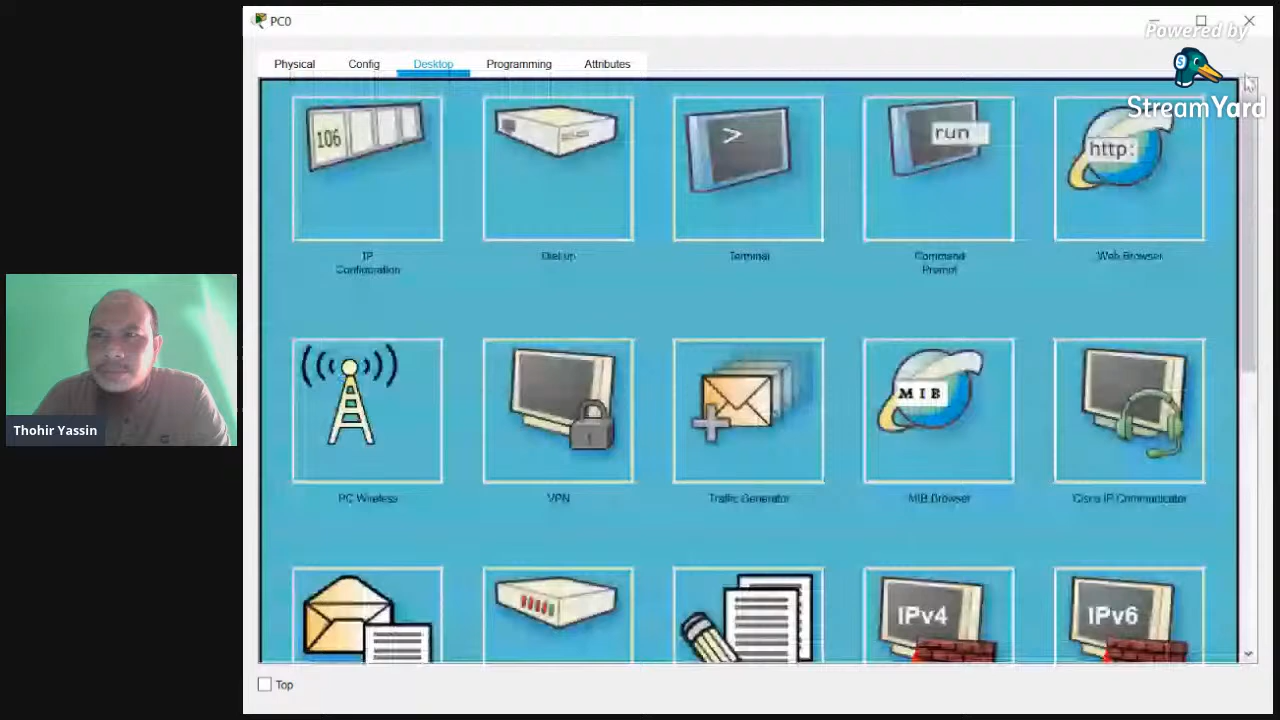 PC0
Powered by
StreamYard
Physical Config Desktop Programming Attributes
106
>
run
http:
IP
Configuration
Dial up
Terminal
Command
Prompt
Web Browser
MIB
PC Wireless
VPN
Traffic Generator
MIB Browser
Cisco IP Communicator
Thohir Yassin
IPv4
IPv6
Top